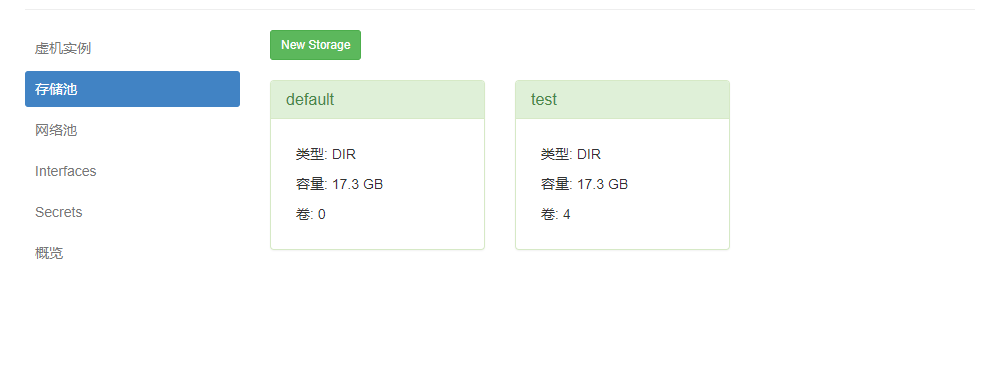 虚机实例
存储池
网络池
Interfaces
Secrets
概览
New Storage
default
类型: DIR
容量: 17.3 GB
卷: 0
test
类型: DIR
容量: 17.3 GB
卷: 4